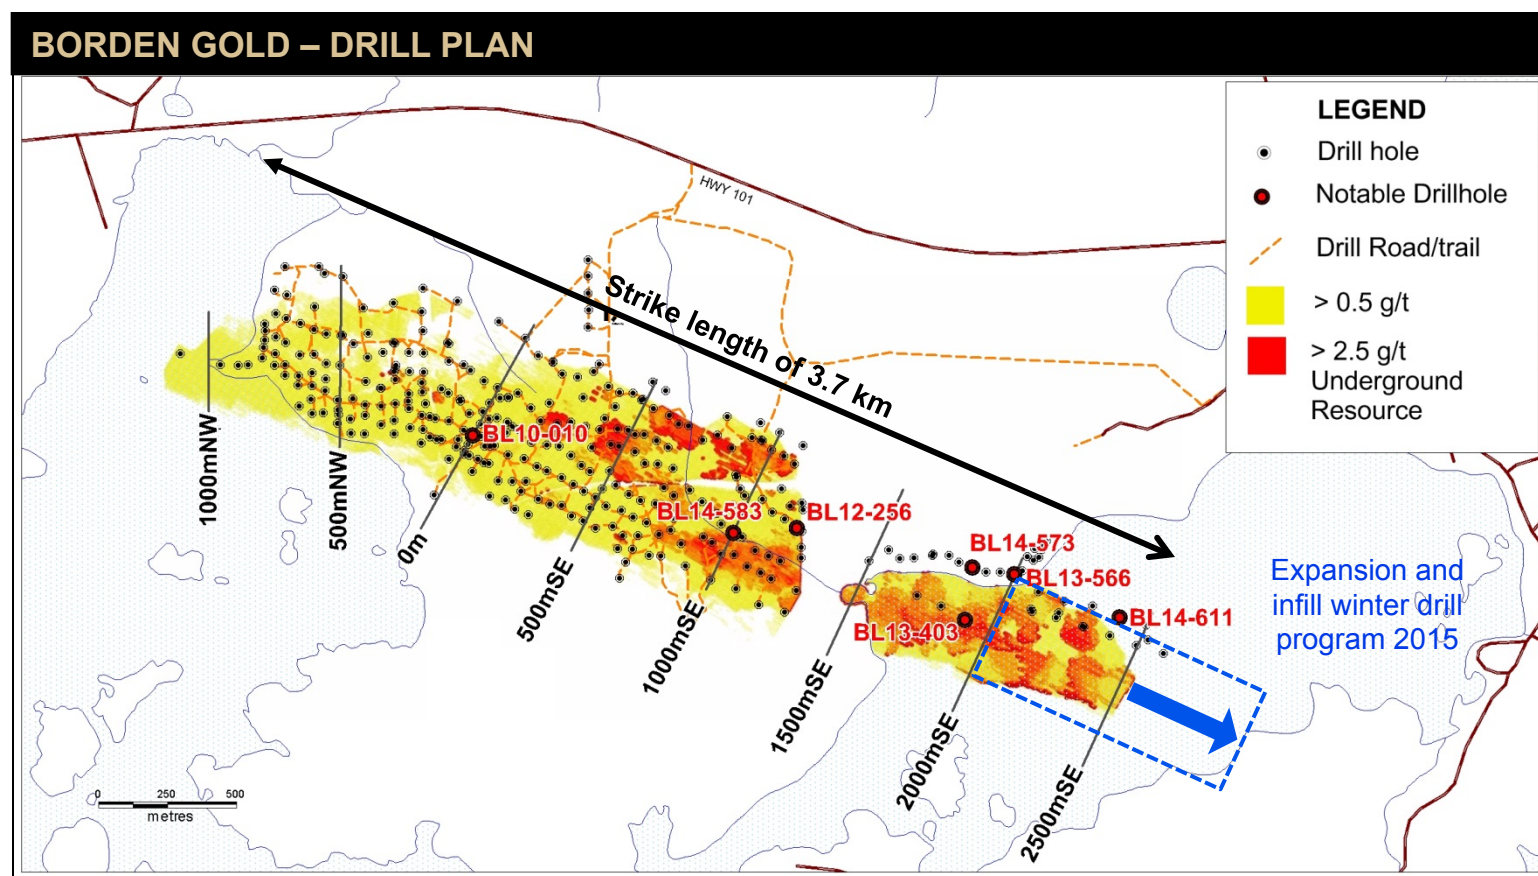 BORDEN GOLD – DRILL PLAN
LEGEND
Drill hole
Notable Drillhole
Drill Road/trail
> 0.5 g/t
> 2.5 g/t
Underground
Resource
HWY 101
Strike length of 3.7 km
1000mNW
500mNW
0m
500mSE
1000mSE
1500mSE
2000mSE
2500mSE
BL10-010
BL14-583
BL12-256
BL14-573
BL13-566
BL13-403
BL14-611
Expansion and
infill winter drill
program 2015
0 250 500
metres